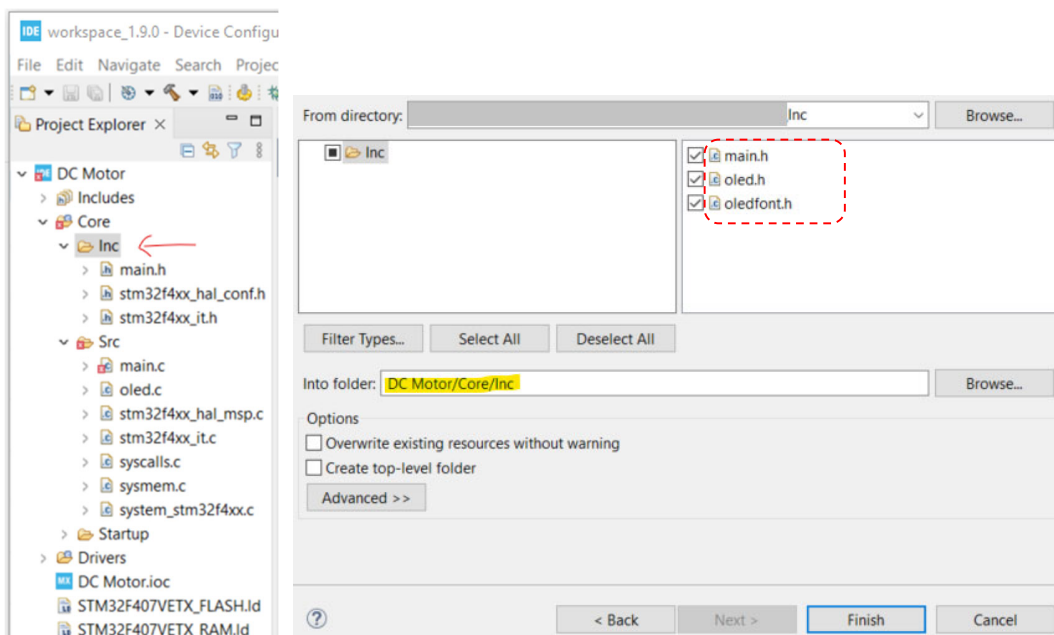 IDE workspace_1.9.0 - Device Configu
File Edit Navigate Search Projec
Project Explorer
DC Motor
Includes
Core
Inc
main.h
stm32f4xx_hal_conf.h
stm32f4xx_it.h
Src
main.c
oled.c
stm32f4xx_hal_msp.c
stm32f4xx_it.c
syscalls.c
sysmem.c
system_stm32f4xx.c
Startup
Drivers
MX DC Motor.ioc
STM32F407VETX_FLASH.ld
STM32F407VETX_RAM.ld
From directory: Inc Browse...
Inc
main.h
oled.h
oledfont.h
Filter Types... Select All Deselect All
Into folder: DC Motor/Core/Inc Browse...
Options
Overwrite existing resources without warning
Create top-level folder
Advanced >>
? < Back Next > Finish Cancel